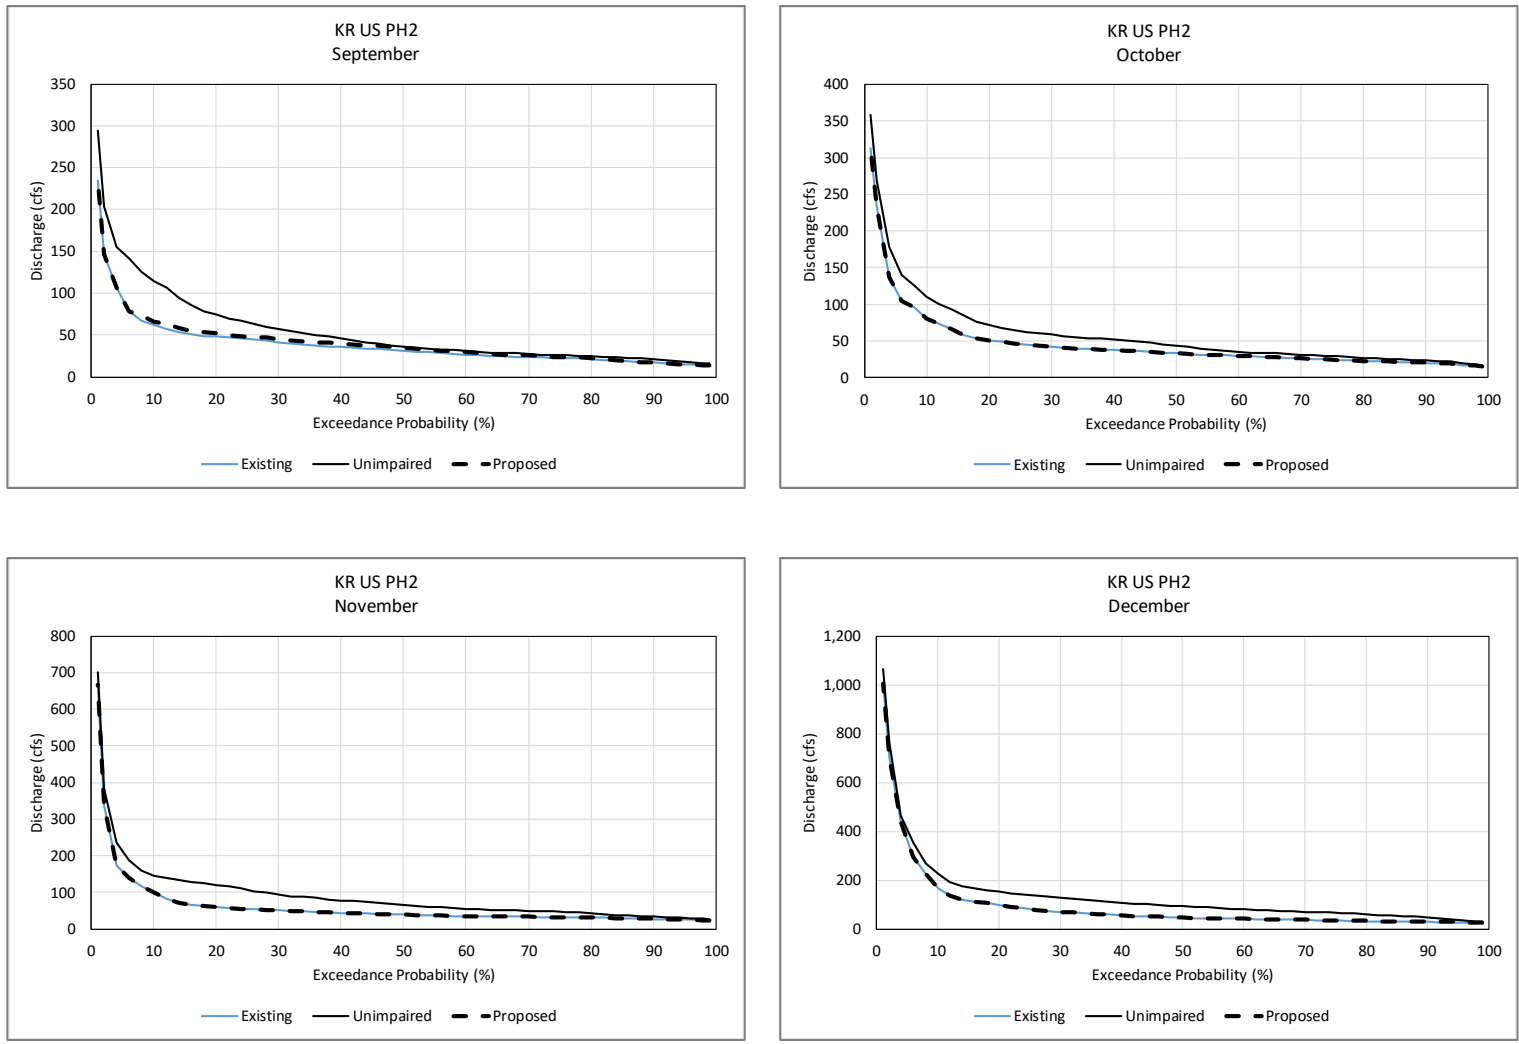 KR US PH2
September
350
300
250
200
150
100
50
0
Discharge (cfs)
0 10 20 30 40 50 60 70 80 90 100
Exceedance Probability (%)
Existing Unimpaired Proposed
KR US PH2
October
400
350
300
250
200
150
100
50
0
Discharge (cfs)
0 10 20 30 40 50 60 70 80 90 100
Exceedance Probability (%)
Existing Unimpaired Proposed
KR US PH2
November
800
700
600
500
400
300
200
100
0
Discharge (cfs)
0 10 20 30 40 50 60 70 80 90 100
Exceedance Probability (%)
Existing Unimpaired Proposed
KR US PH2
December
1,200
1,000
800
600
400
200
0
Discharge (cfs)
0 10 20 30 40 50 60 70 80 90 100
Exceedance Probability (%)
Existing Unimpaired Proposed